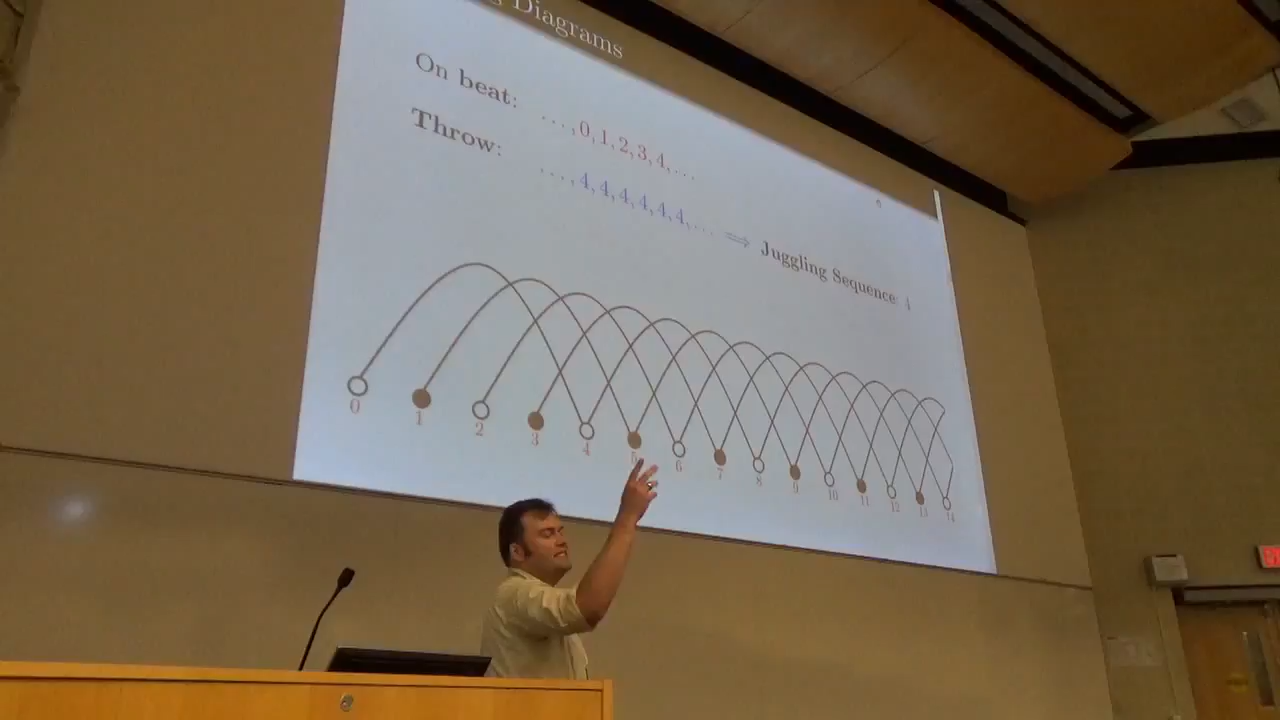 Diagrams
On beat: ...,0,1,2,3,4,...
Throw: ...,4,4,4,4,4,4,... ⟹ Juggling Sequence: 4
0 1 2 3 4 5 6 7 8 9 10 11 12 13 14